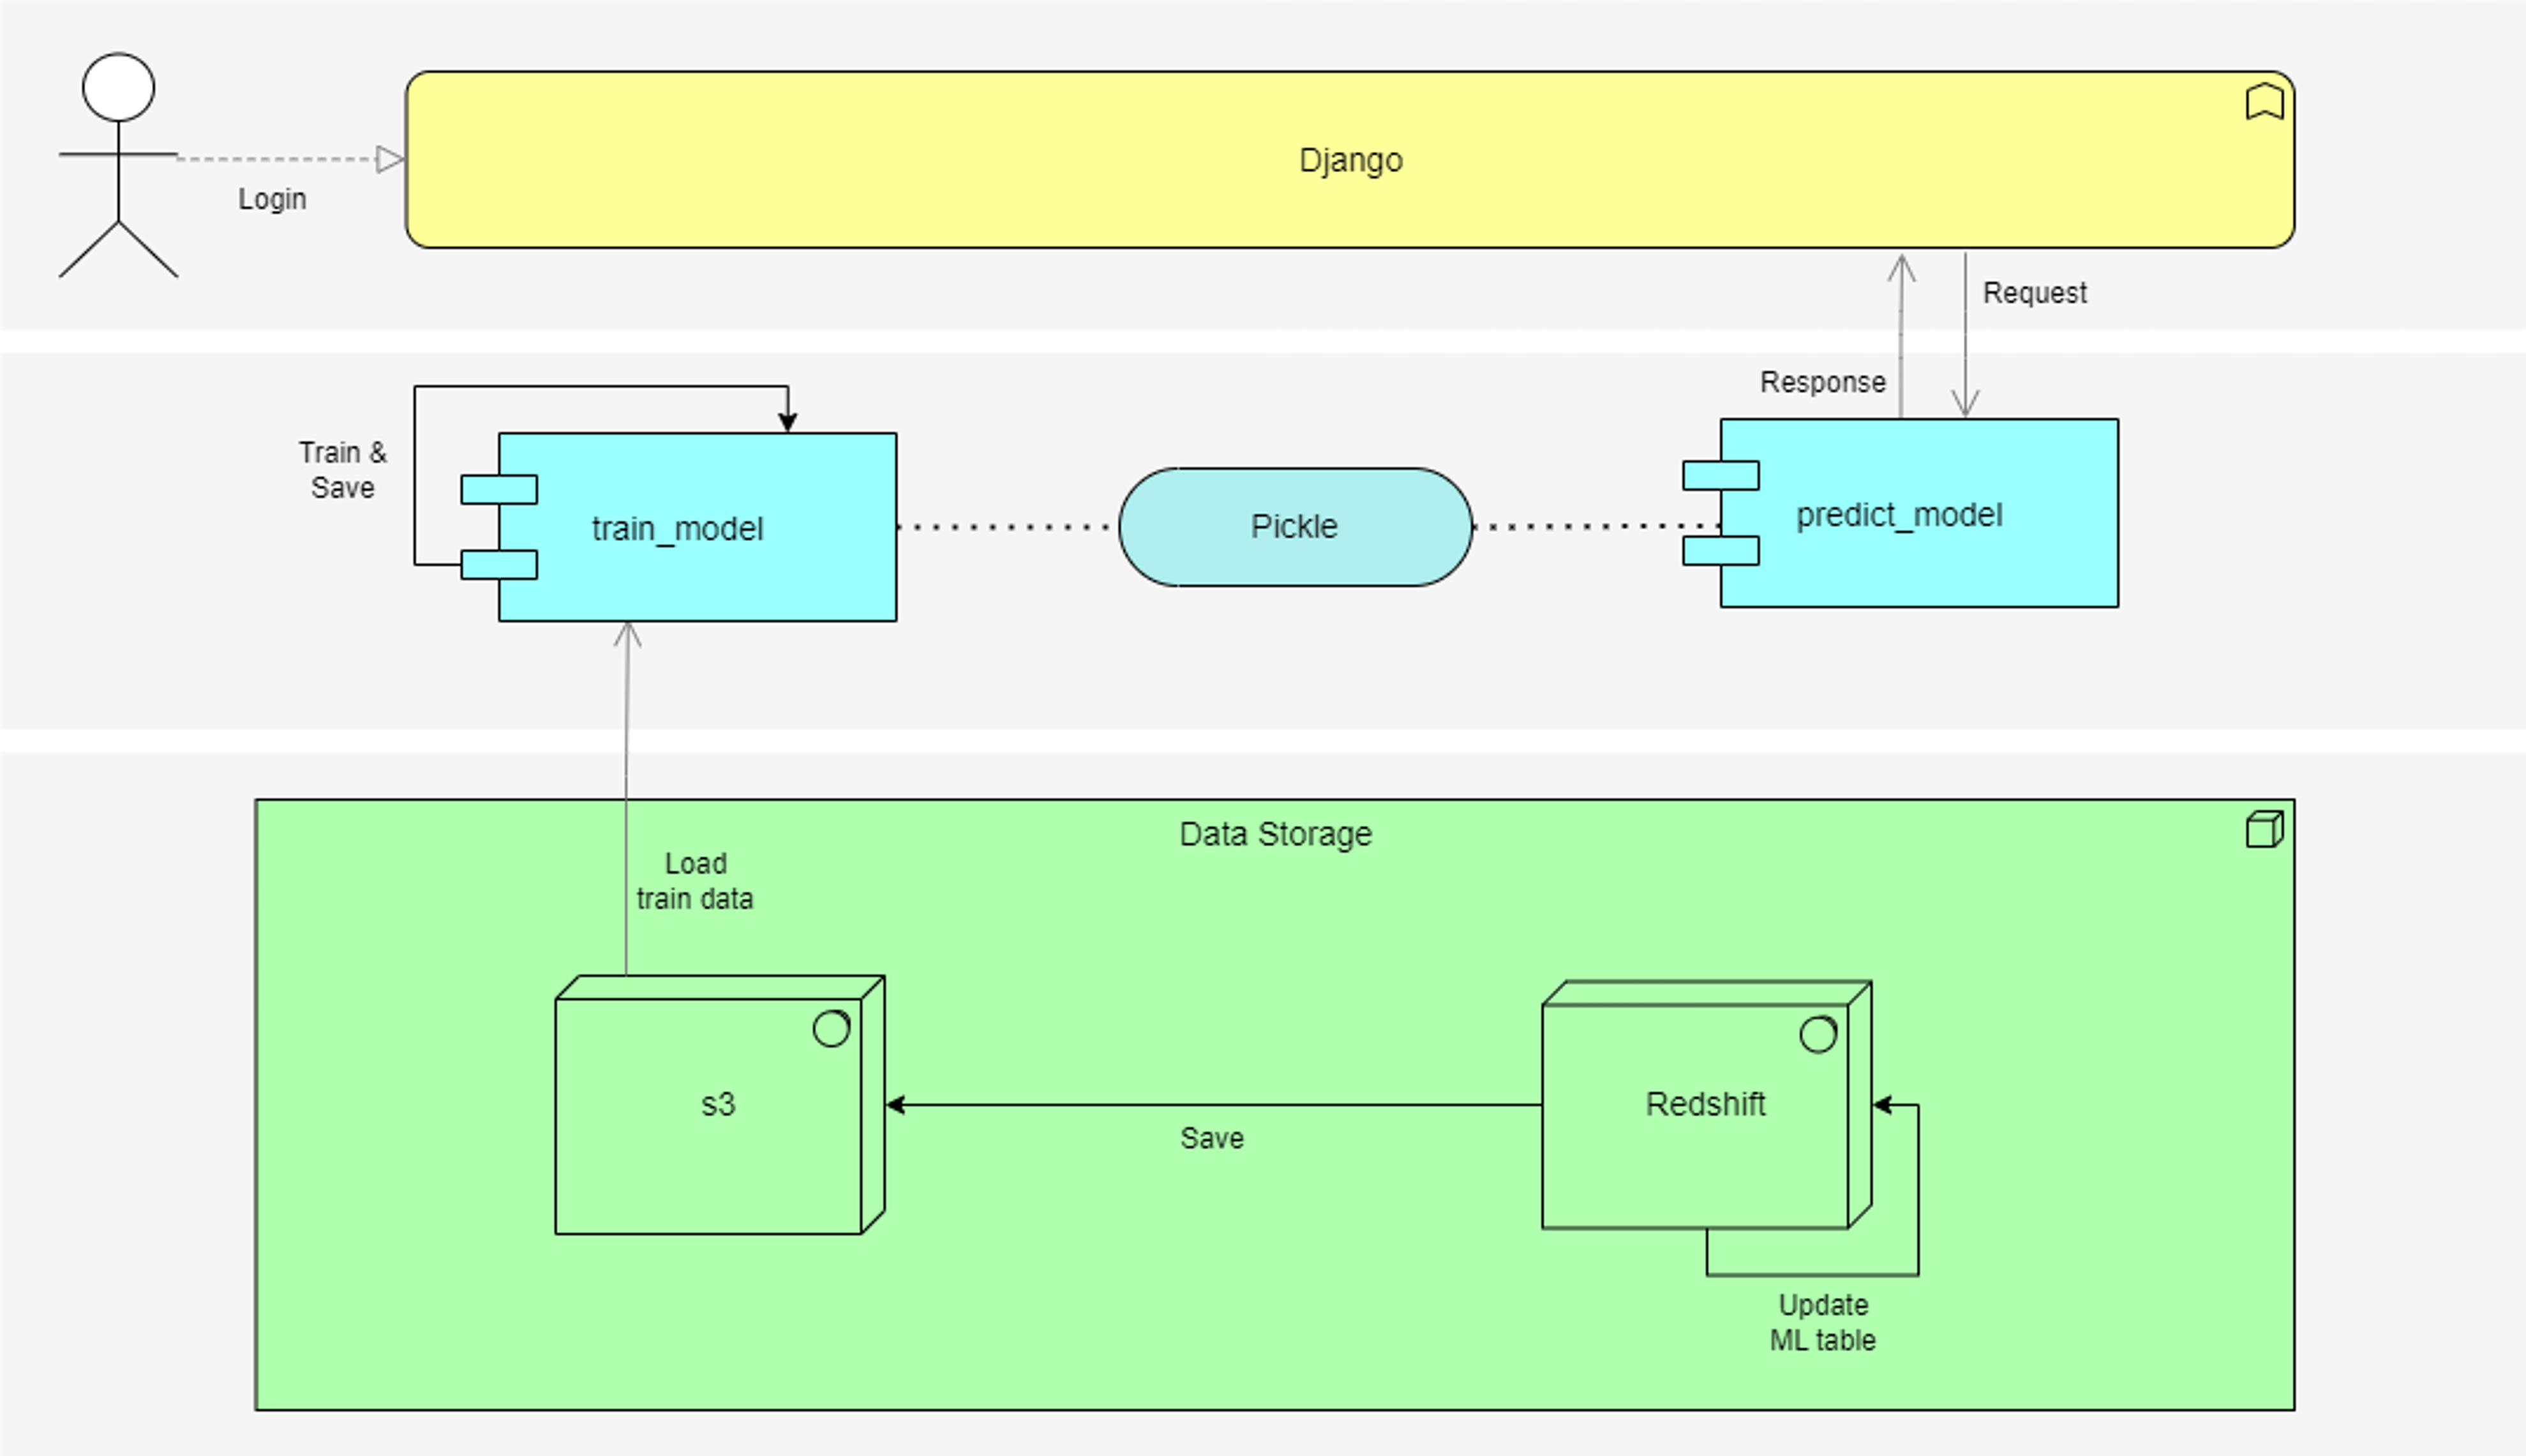 Django
Login
Request
Response
Train &
Save
train_model
Pickle
predict_model
Data Storage
Load
train data
s3
Redshift
Save
Update
ML table